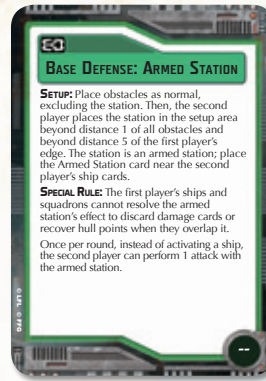 BASE DEFENSE: ARMED STATION
SETUP: Place obstacles as normal,
excluding the station. Then, the second
player places the station in the setup area
beyond distance 1 of all obstacles and
beyond distance 5 of the first player's
edge. The station is an armed station; place
the Armed Station card near the second
player's ship cards.
SPECIAL RULE: The first player's ships and
squadrons cannot resolve the armed
station's effect to discard damage cards or
recover hull points when they overlap it.
Once per round, instead of activating a ship,
the second player can perform 1 attack with
the armed station.
© LFL © FFG
--